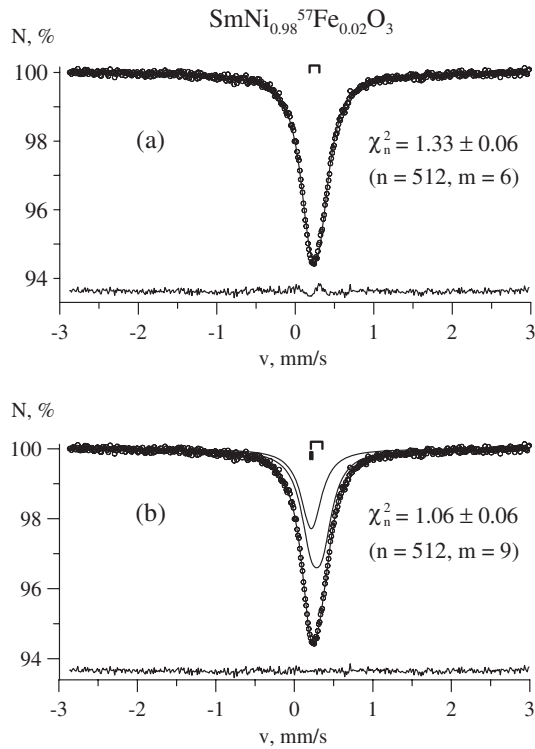 SmNi₀.₉₈⁵⁷Fe₀.₀₂O₃
N, %
100
98
96
94
(a)
χₙ² = 1.33 ± 0.06
(n = 512, m = 6)
-3 -2 -1 0 1 2 3
v, mm/s
N, %
100
98
96
94
(b)
χₙ² = 1.06 ± 0.06
(n = 512, m = 9)
-3 -2 -1 0 1 2 3
v, mm/s